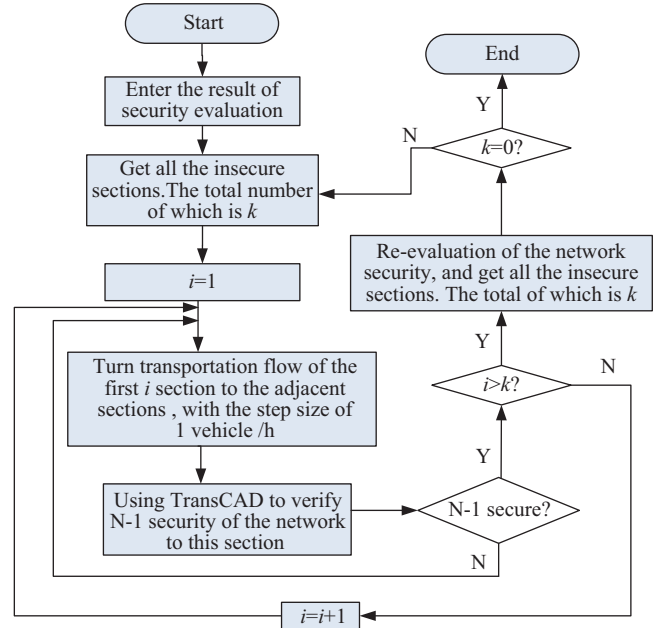 Start
Enter the result of
security evaluation
Get all the insecure
sections.The total number
of which is k
i=1
Turn transportation flow of the
first i section to the adjacent
sections , with the step size of
1 vehicle /h
Using TransCAD to verify
N-1 security of the network
to this section
N-1 secure?
N
Y
i>k?
N
Y
i=i+1
Re-evaluation of the network
security, and get all the insecure
sections. The total of which is k
k=0?
N
Y
End